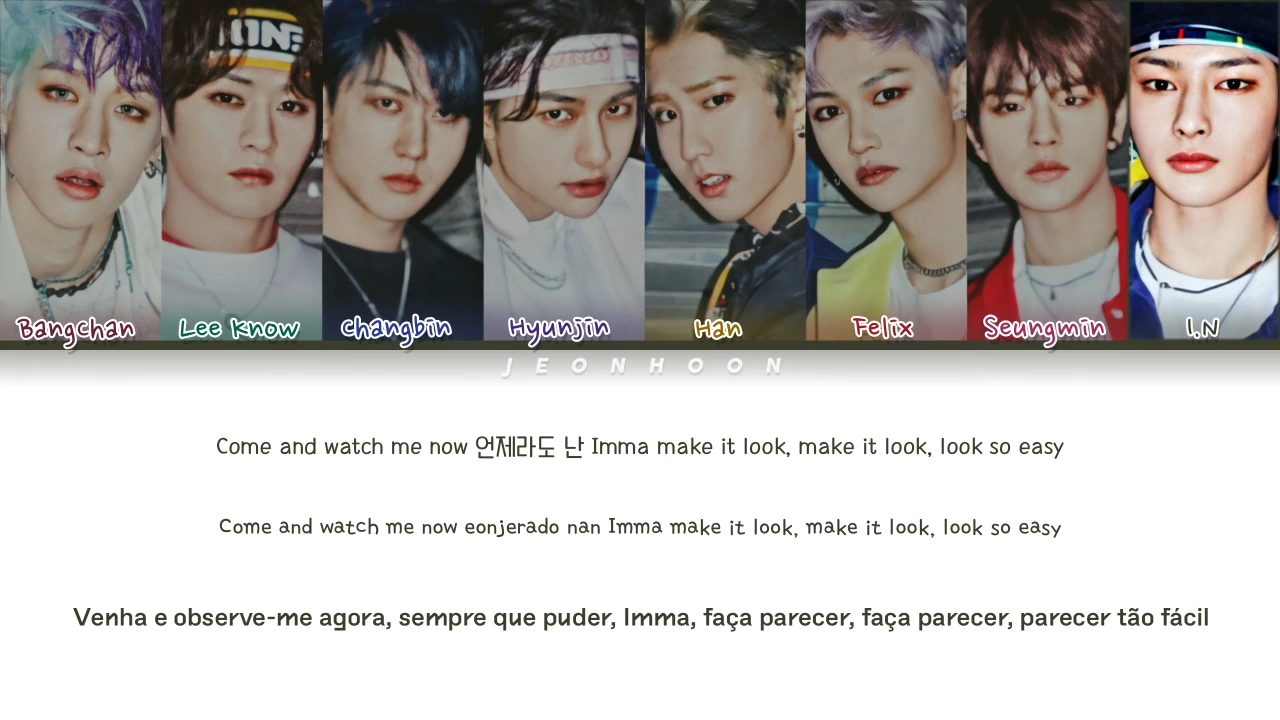 Bangchan Lee Know Changbin Hyunjin Han Felix Seungmin I.N
JEONHOON
Come and watch me now 언제라도 난 Imma make it look, make it look, look so easy
Come and watch me now eonjerado nan Imma make it look, make it look, look so easy
Venha e observe-me agora, sempre que puder, Imma, faça parecer, faça parecer, parecer tão fácil